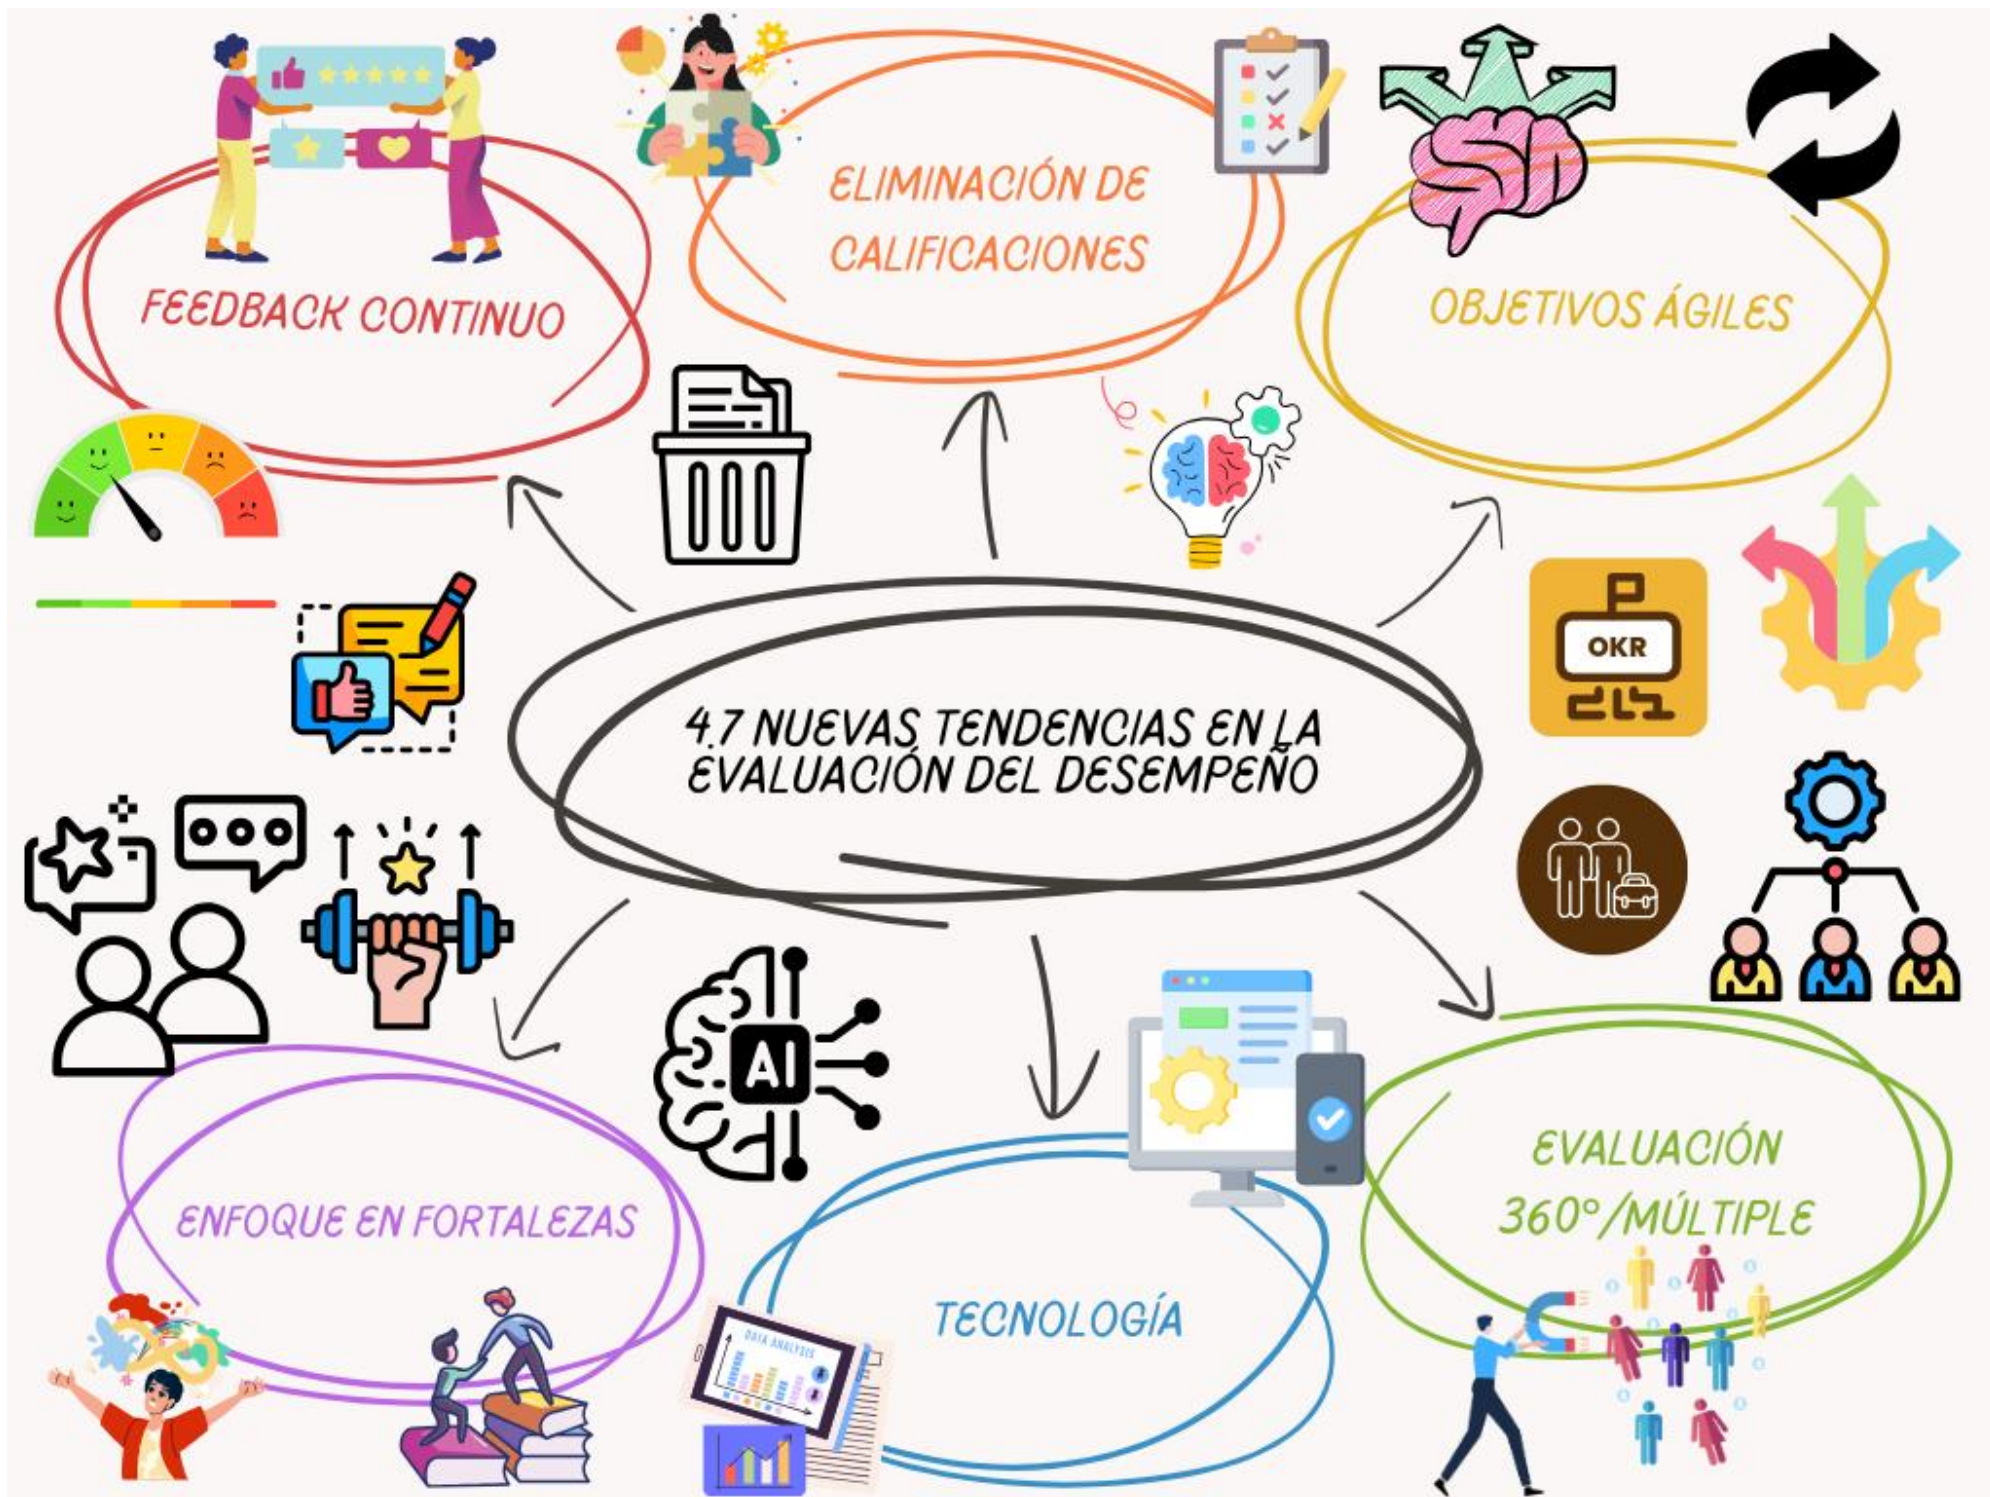 FEEDBACK CONTINUO
ELIMINACIÓN DE
CALIFICACIONES
OBJETIVOS ÁGILES
OKR
4.7 NUEVAS TENDENCIAS EN LA
EVALUACIÓN DEL DESEMPEÑO
AI
ENFOQUE EN FORTALEZAS
TECNOLOGÍA
DATA ANALYSIS
EVALUACIÓN
360°/MÚLTIPLE